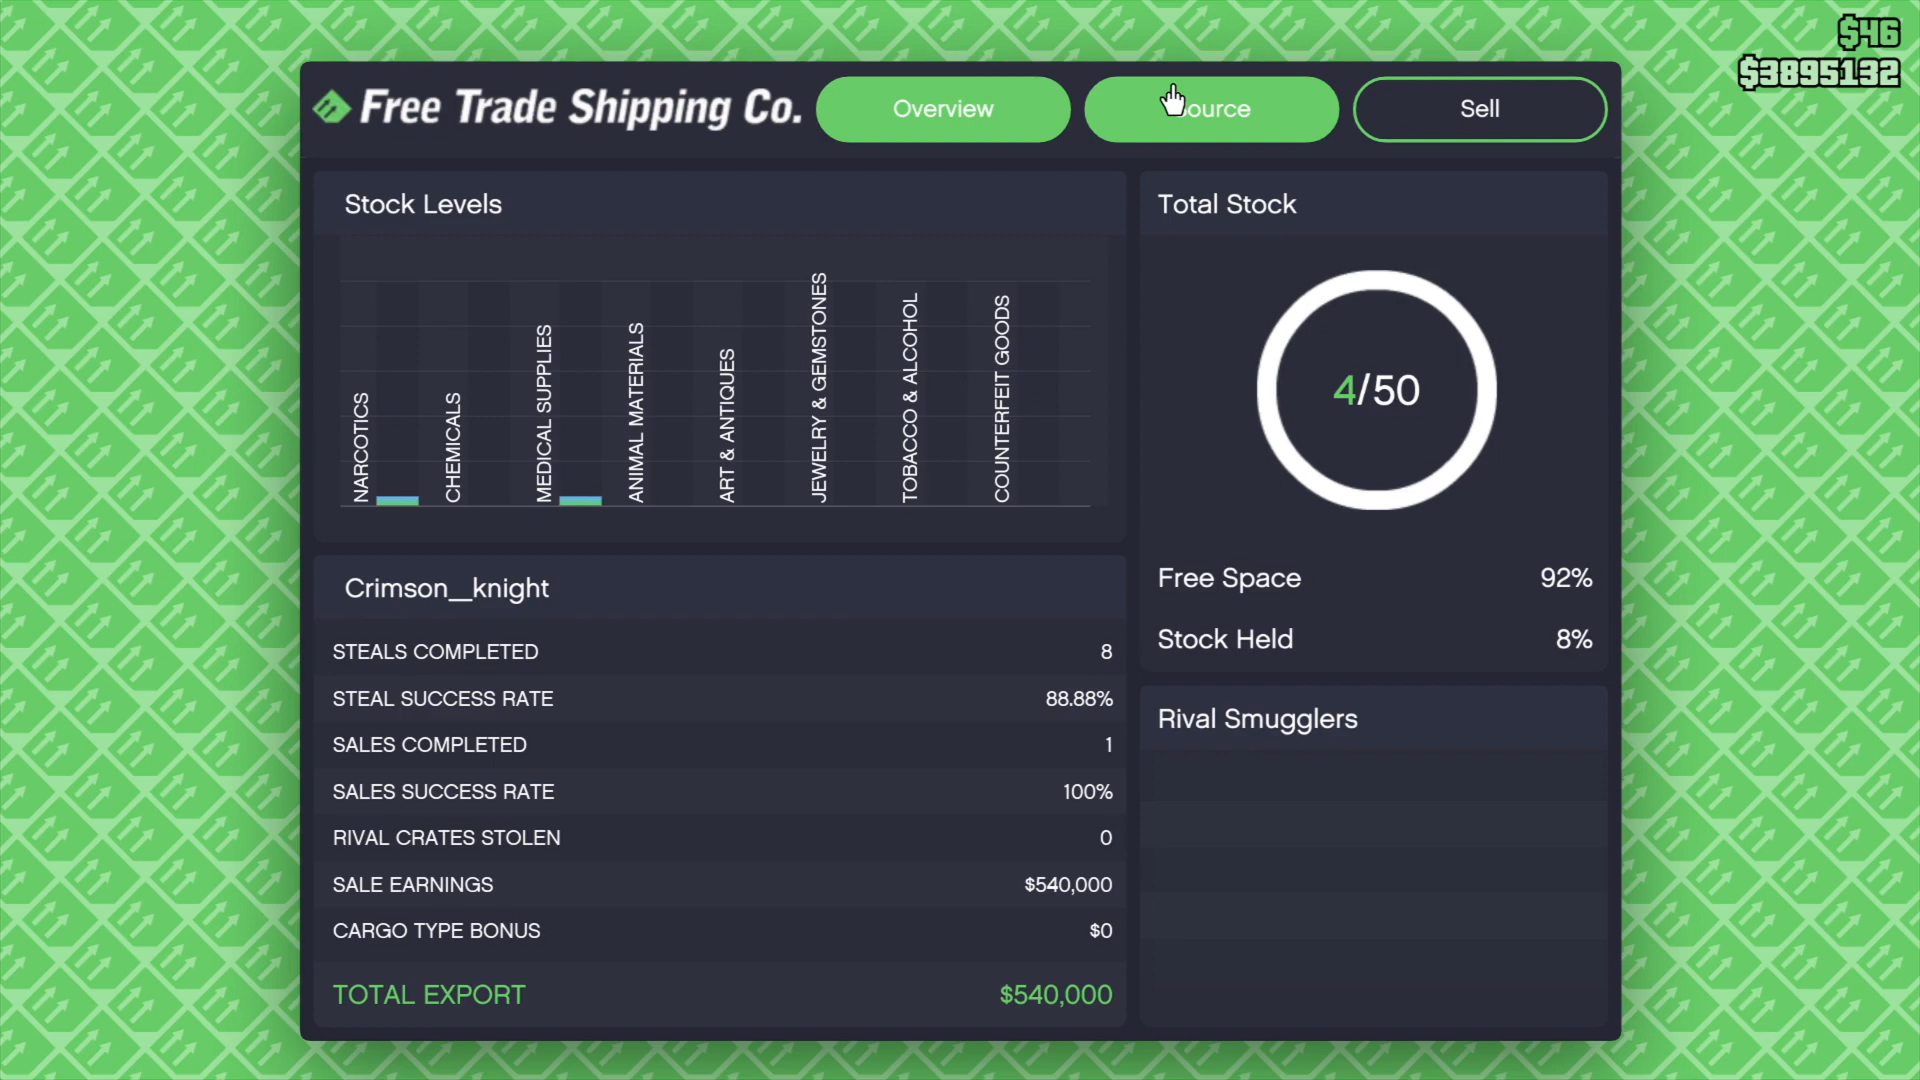 $46
$3895132
Free Trade Shipping Co.
Overview
ource
Sell
Stock Levels
NARCOTICS
CHEMICALS
MEDICAL SUPPLIES
ANIMAL MATERIALS
ART & ANTIQUES
JEWELRY & GEMSTONES
TOBACCO & ALCOHOL
COUNTERFEIT GOODS
Total Stock
4/50
Free Space 92%
Stock Held 8%
Crimson__knight
STEALS COMPLETED 8
STEAL SUCCESS RATE 88.88%
SALES COMPLETED 1
SALES SUCCESS RATE 100%
RIVAL CRATES STOLEN 0
SALE EARNINGS $540,000
CARGO TYPE BONUS $0
TOTAL EXPORT $540,000
Rival Smugglers